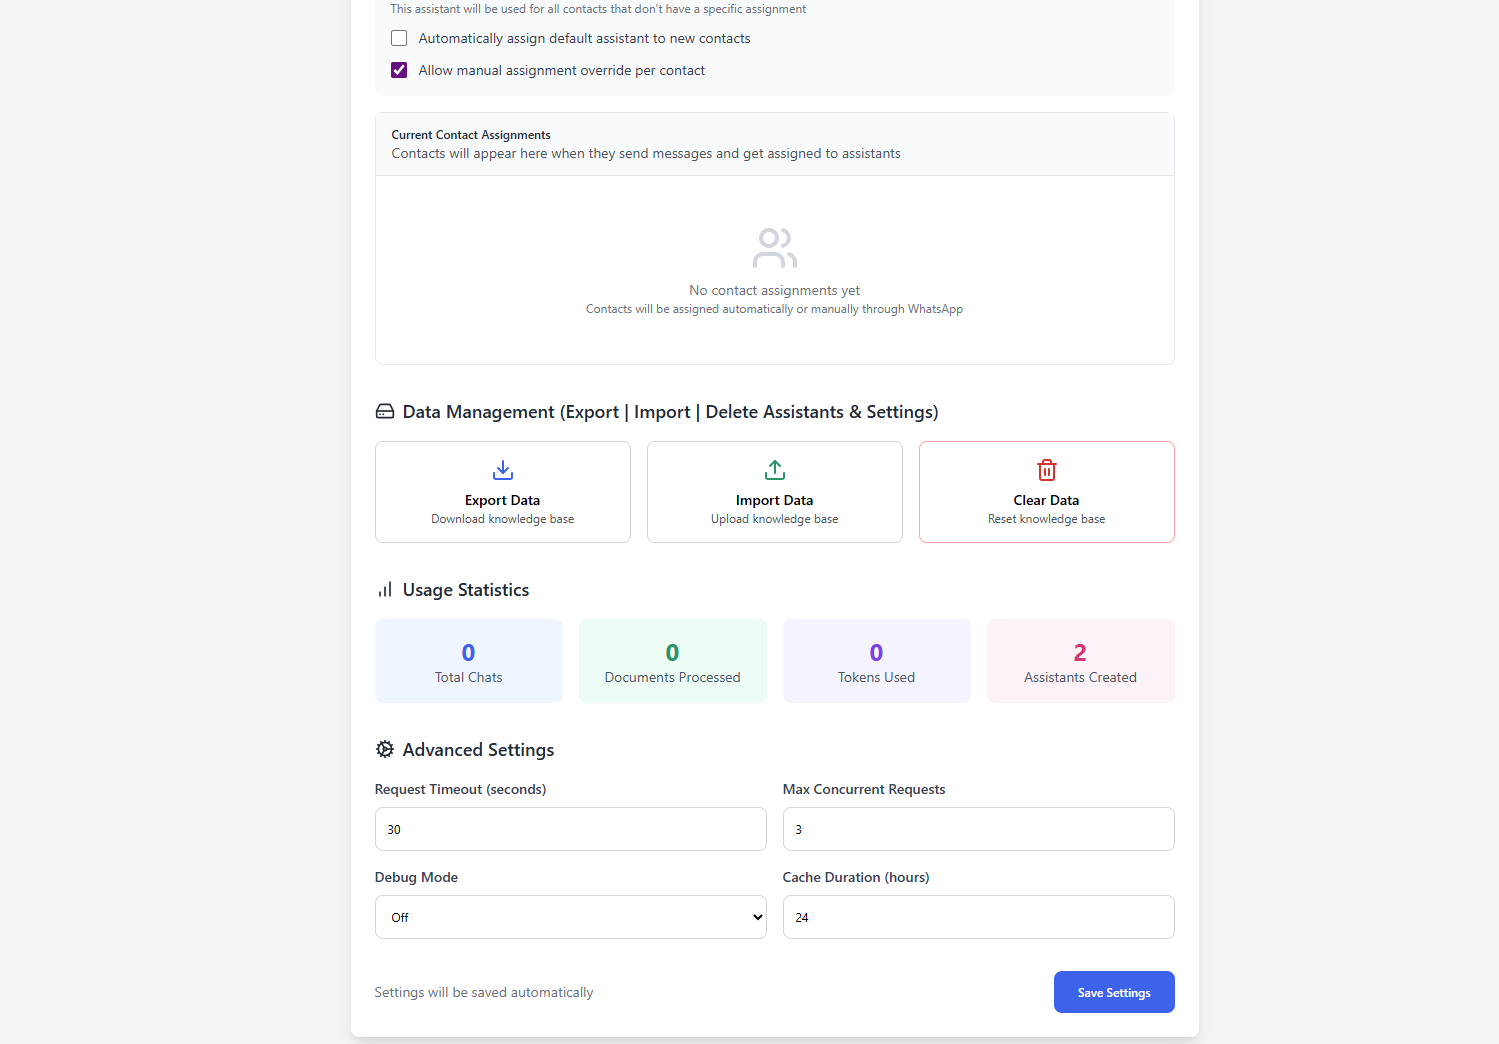 This assistant will be used for all contacts that don't have a specific assignment
Automatically assign default assistant to new contacts
Allow manual assignment override per contact
Current Contact Assignments
Contacts will appear here when they send messages and get assigned to assistants
No contact assignments yet
Contacts will be assigned automatically or manually through WhatsApp
Data Management (Export | Import | Delete Assistants & Settings)
Export Data
Download knowledge base
Import Data
Upload knowledge base
Clear Data
Reset knowledge base
Usage Statistics
0
Total Chats
0
Documents Processed
0
Tokens Used
2
Assistants Created
Advanced Settings
Request Timeout (seconds)
30
Max Concurrent Requests
3
Debug Mode
Off
Cache Duration (hours)
24
Settings will be saved automatically
Save Settings